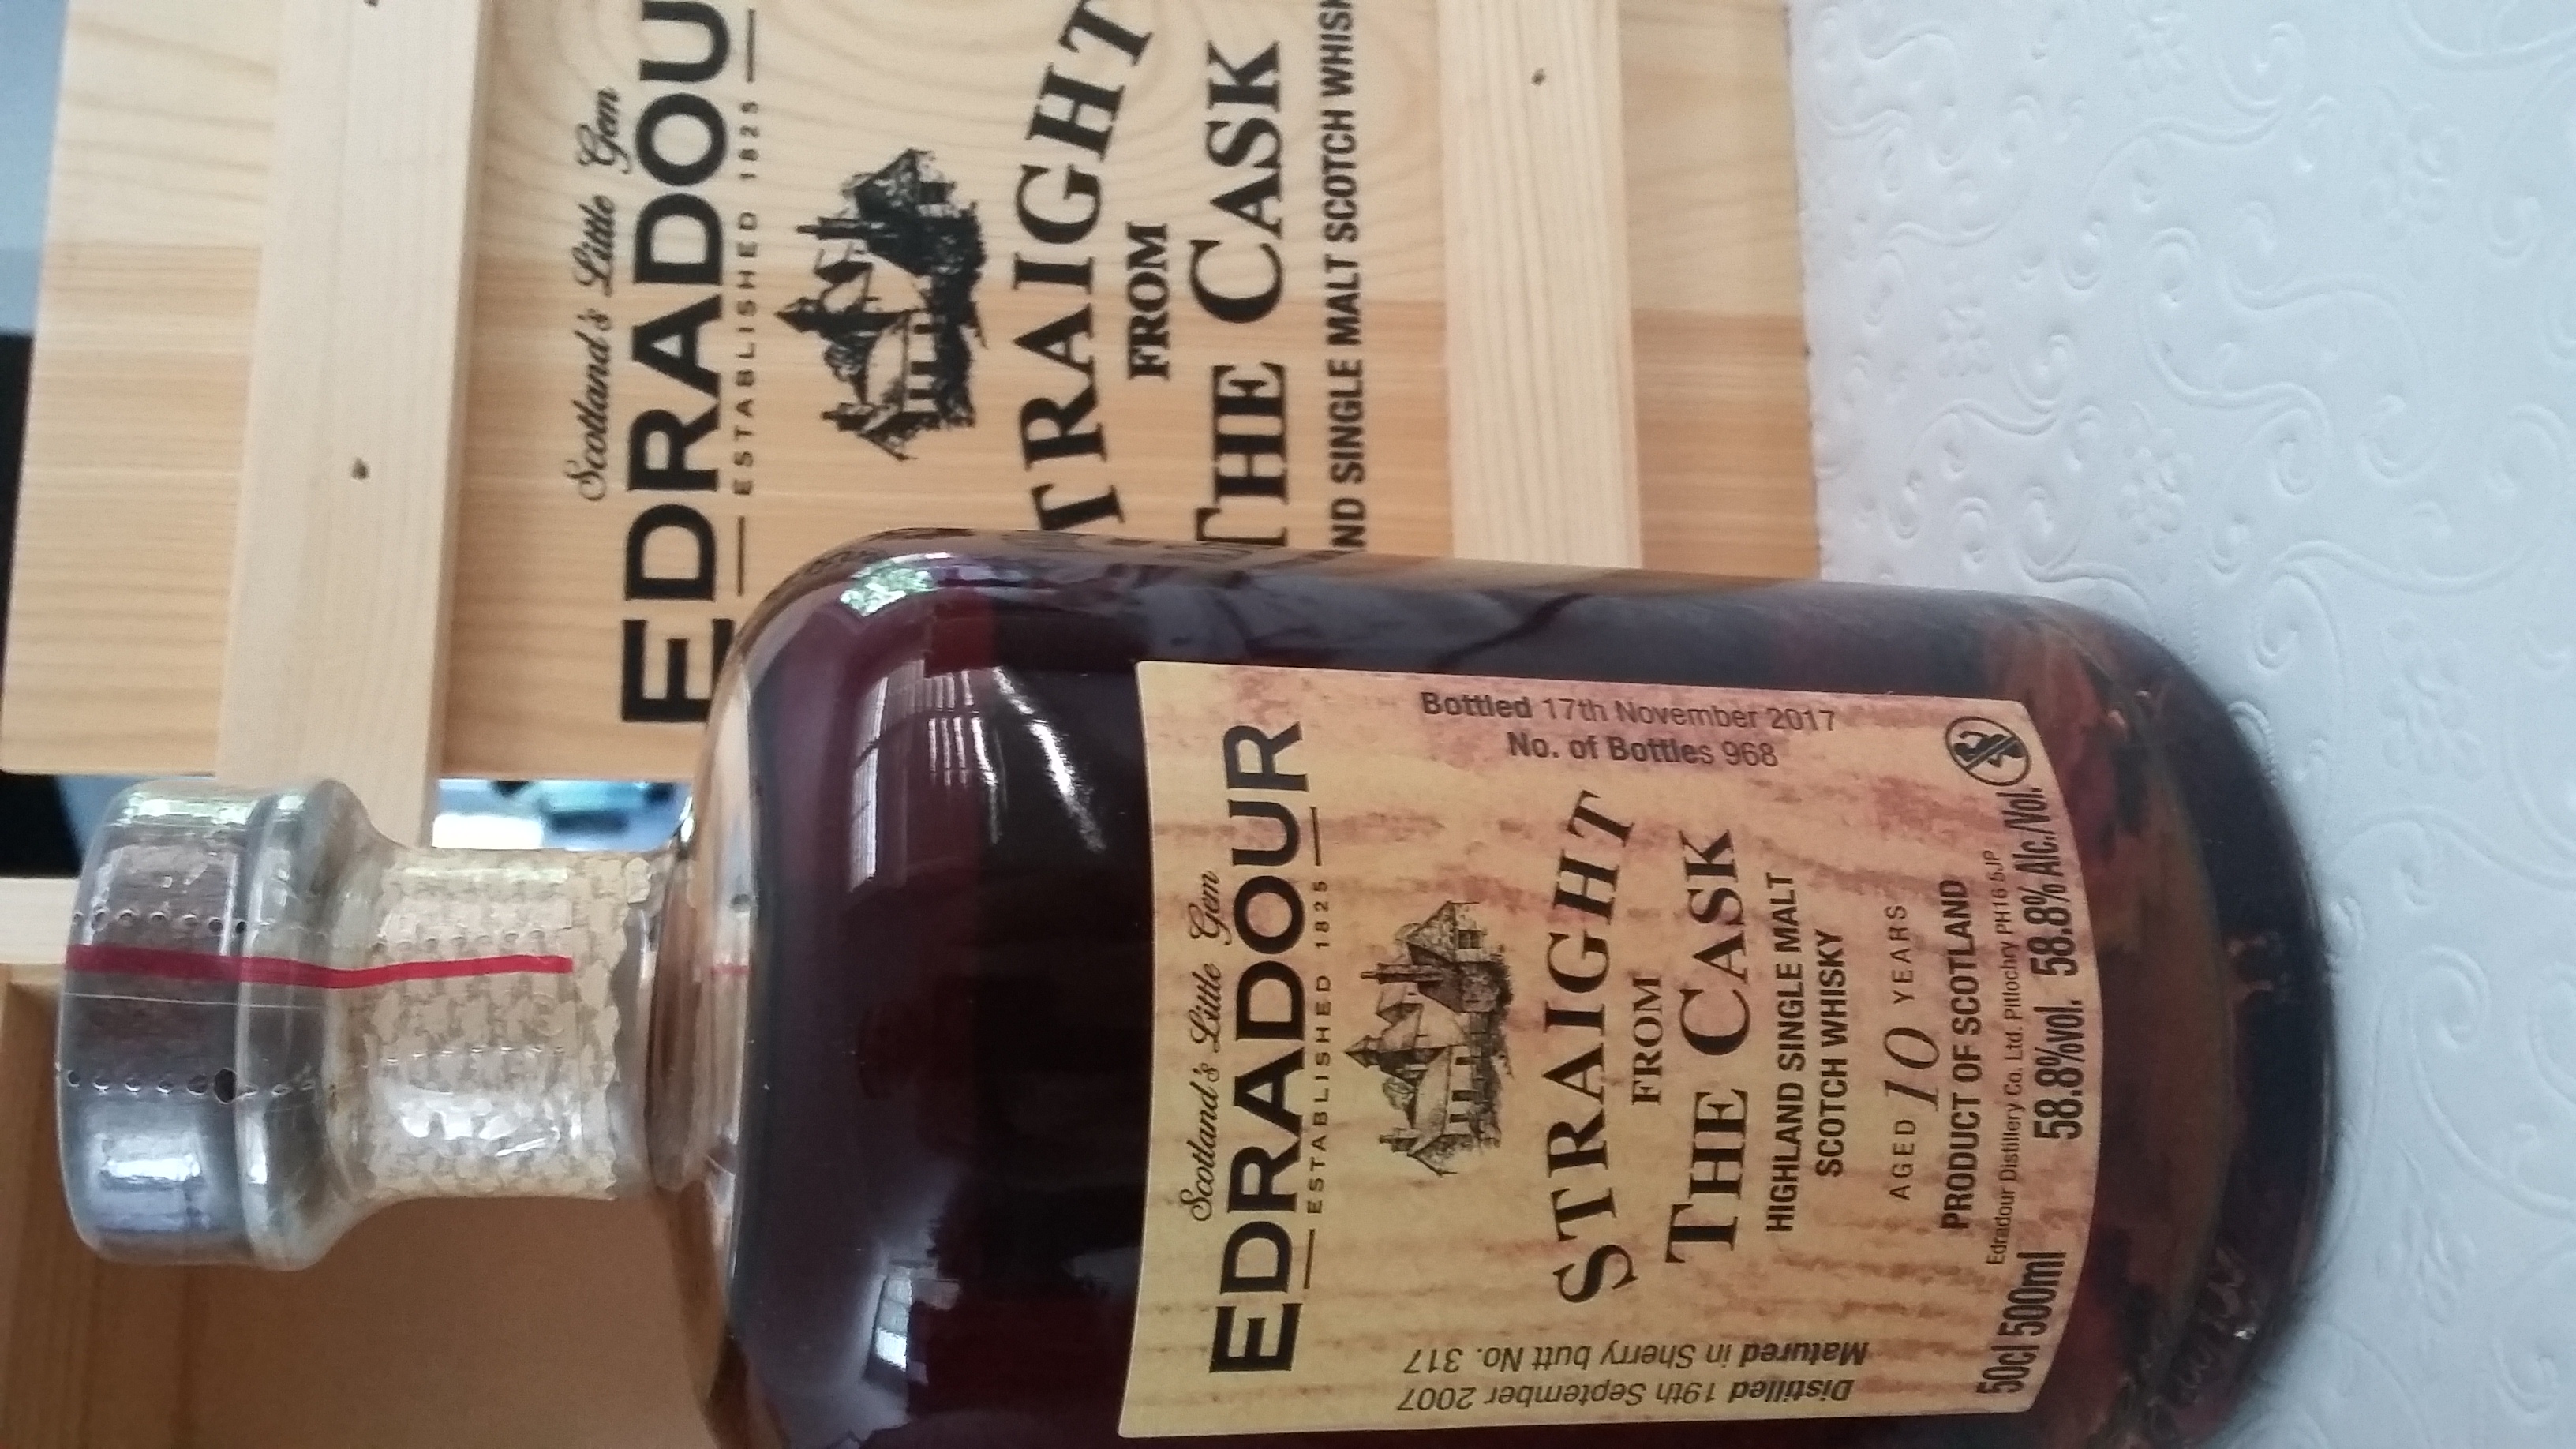 Scotland's Little Gem
EDRADOU
ESTABLISHED 1825
TRAIGHT
FROM
THE CASK
ND SINGLE MALT SCOTCH WHISK
Scotland's Little Gem
EDRADOUR
ESTABLISHED 1825
STRAIGHT
FROM
THE CASK
HIGHLAND SINGLE MALT
SCOTCH WHISKY
AGED 10 YEARS
PRODUCT OF SCOTLAND
Edradour Distillery Co. Ltd. Pitlochry PH16 5JP
50cl 500ml 58.8%vol. 58.8% Alc./Vol.
Distilled 19th September 2007
Matured in Sherry butt No. 317
Bottled 17th November 2017
No. of Bottles 968